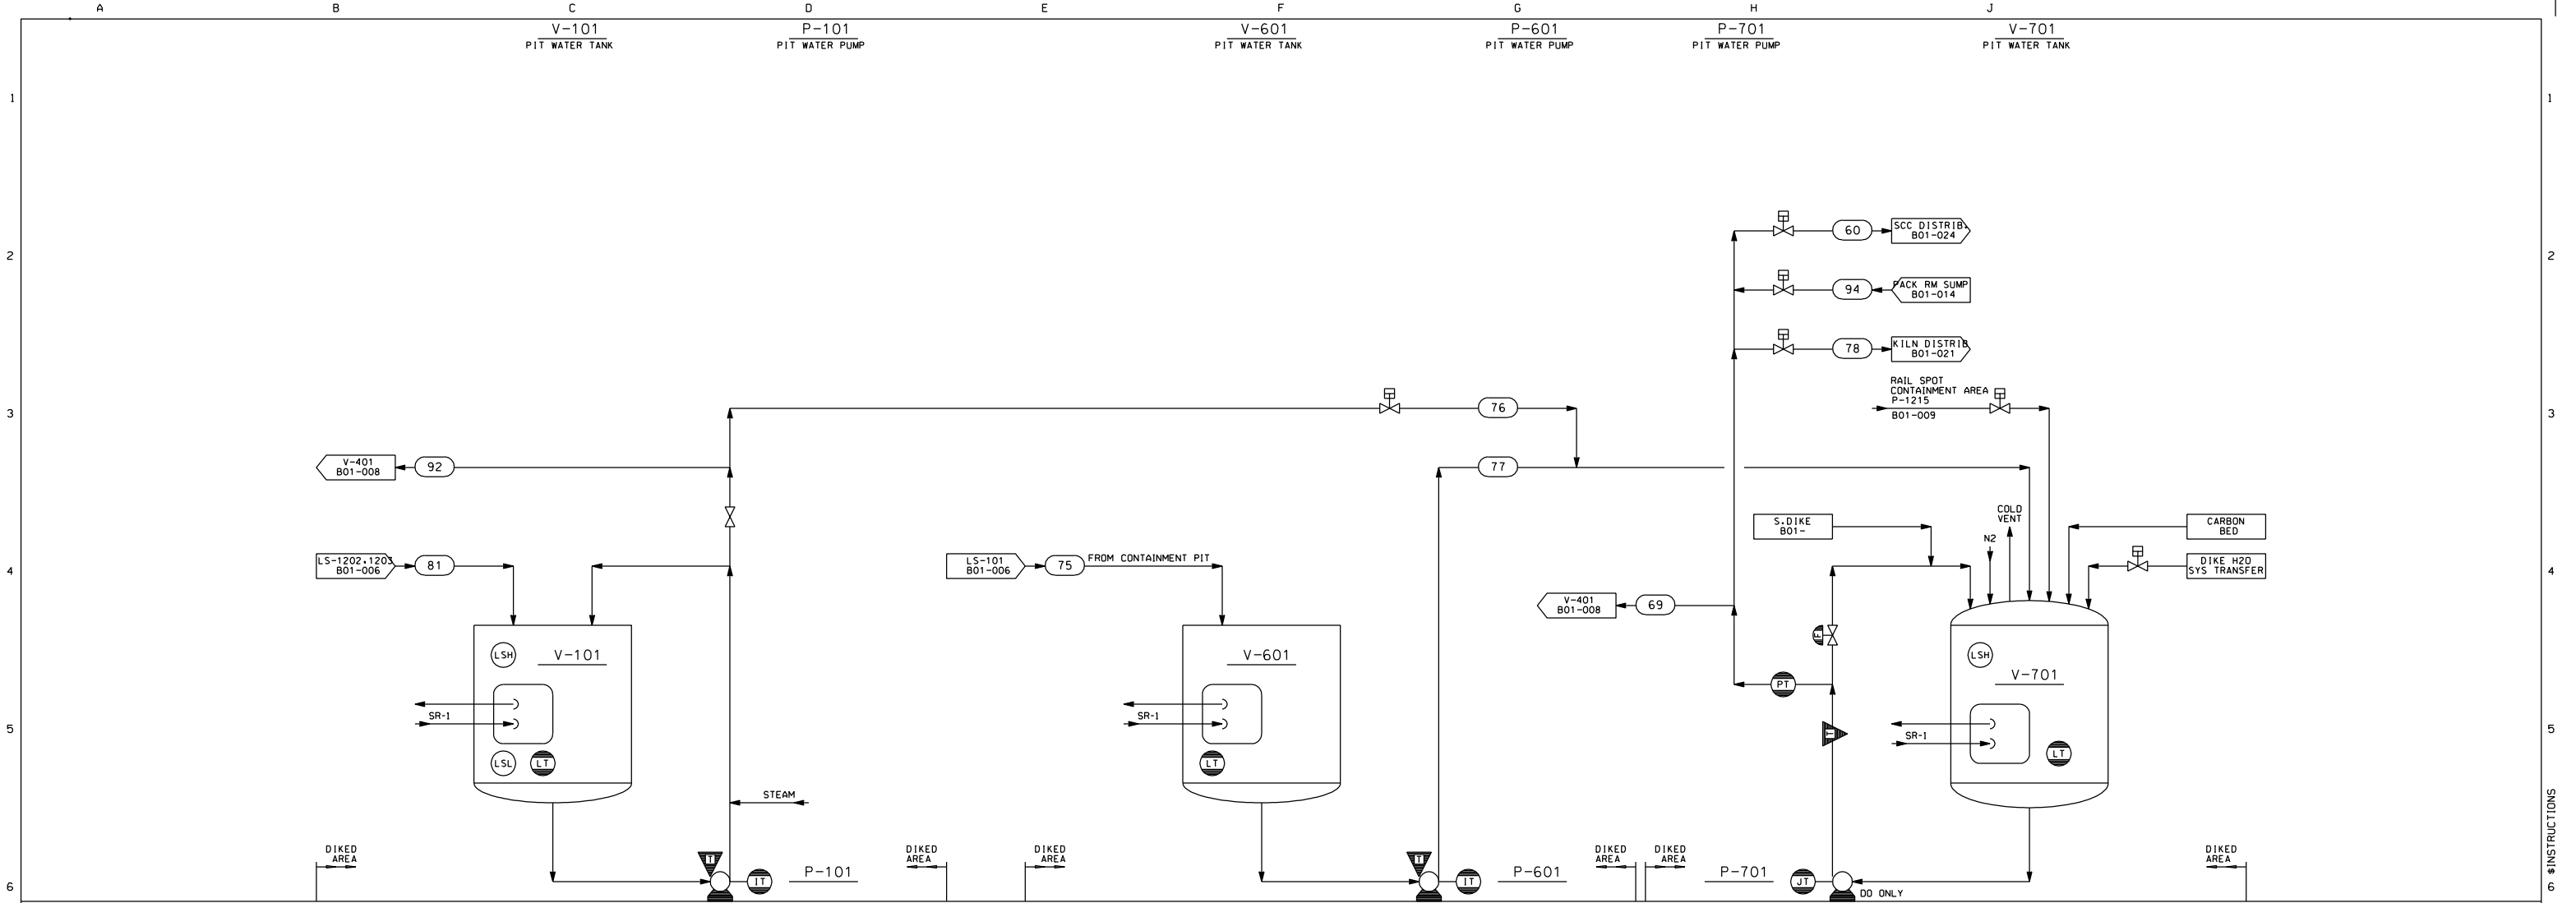 A B C D E F G H J
V-101
PIT WATER TANK
P-101
PIT WATER PUMP
V-601
PIT WATER TANK
P-601
PIT WATER PUMP
P-701
PIT WATER PUMP
V-701
PIT WATER TANK
1 1
60
SCC DISTRIB.
B01-024
2 2
94
PACK RM SUMP
B01-014
78
KILN DISTRIB
B01-021
RAIL SPOT
CONTAINMENT AREA
P-1215
B01-009
3 76 3
V-401
B01-008
92
77
S.DIKE
B01-
COLD
VENT
N2
CARBON
BED
LS-1202,1203
B01-006
81
LS-101
B01-006
75
FROM CONTAINMENT PIT
DIKE H2O
SYS TRANSFER
4 4
V-401
B01-008
69
F
LSH V-101
V-601
LSH
V-701
PT
SR-1
SR-1
SR-1
5 T 5
LSL LT
LT
LT
STEAM
DIKED
AREA
DIKED
AREA
DIKED
AREA
DIKED
AREA
DIKED
AREA
DIKED
AREA
T
T
6 IT P-101 IT P-601 P-701 JT 6
DO ONLY
$INSTRUCTIONS